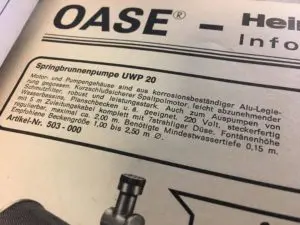 OASE® – Hei
Info
Springbrunnenpumpe UWP 20
Motor- und Pumpengehäuse sind aus korrosionsbeständiger Alu-Legie-
rung gegossen. Kurzschlußsicherer Spaltpolmotor, leicht abzunehmender
Schmutzfilter, robust und leistungsstark. Auch zum Auspumpen von
Wasserbassins, Planschbecken u.ä. geeignet. 220 Volt, steckerfertig
mit 5 m Zuleitungskabel komplett mit Teilstrahliger Düse, Fontänenhöhe
regulierbar, maximal ca. 2,00 m. Benötigte Mindestwassertiefe 0,15 m.
Empfohlene Beckengröße 1,00 bis 2,50 m Ø.
Artikel-Nr. 503-000